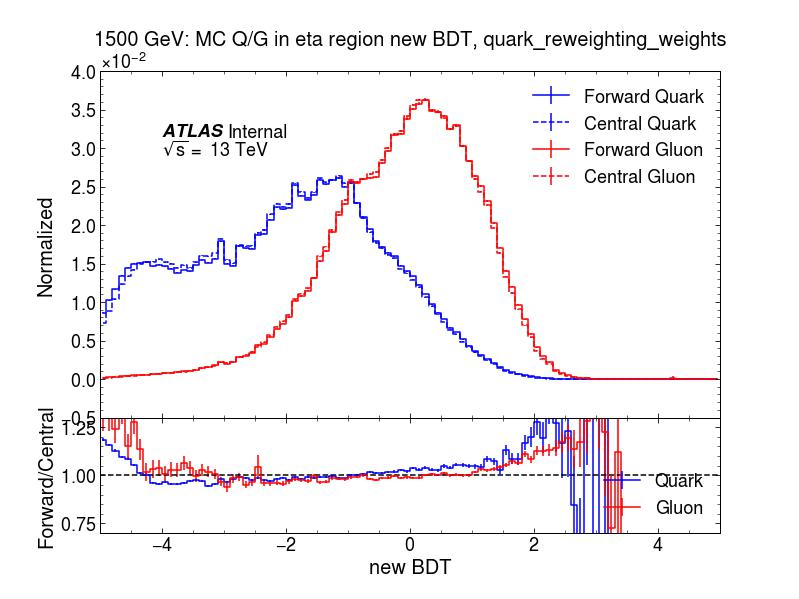 1500 GeV: MC Q/G in eta region new BDT, quark_reweighting_weights
×10⁻²
4.0
3.5
3.0
2.5
2.0
1.5
1.0
0.5
0.0
Normalized
ATLAS Internal
√s = 13 TeV
Forward Quark
Central Quark
Forward Gluon
Central Gluon
1.25
1.00
0.75
Forward/Central
Quark
Gluon
−4 −2 0 2 4
new BDT